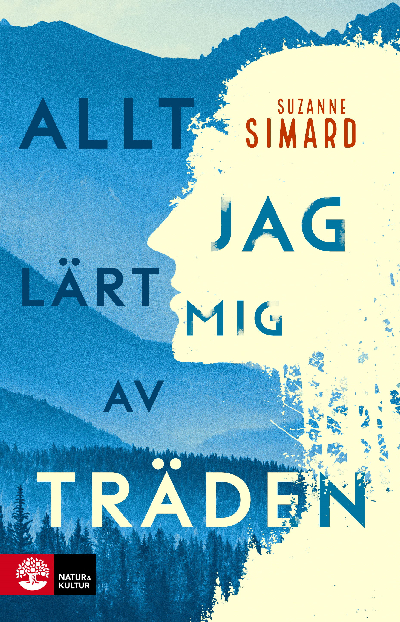 SUZANNE
SIMARD
ALLT
JAG
LÄRT
MIG
AV
TRÄDEN
NATUR &
KULTUR